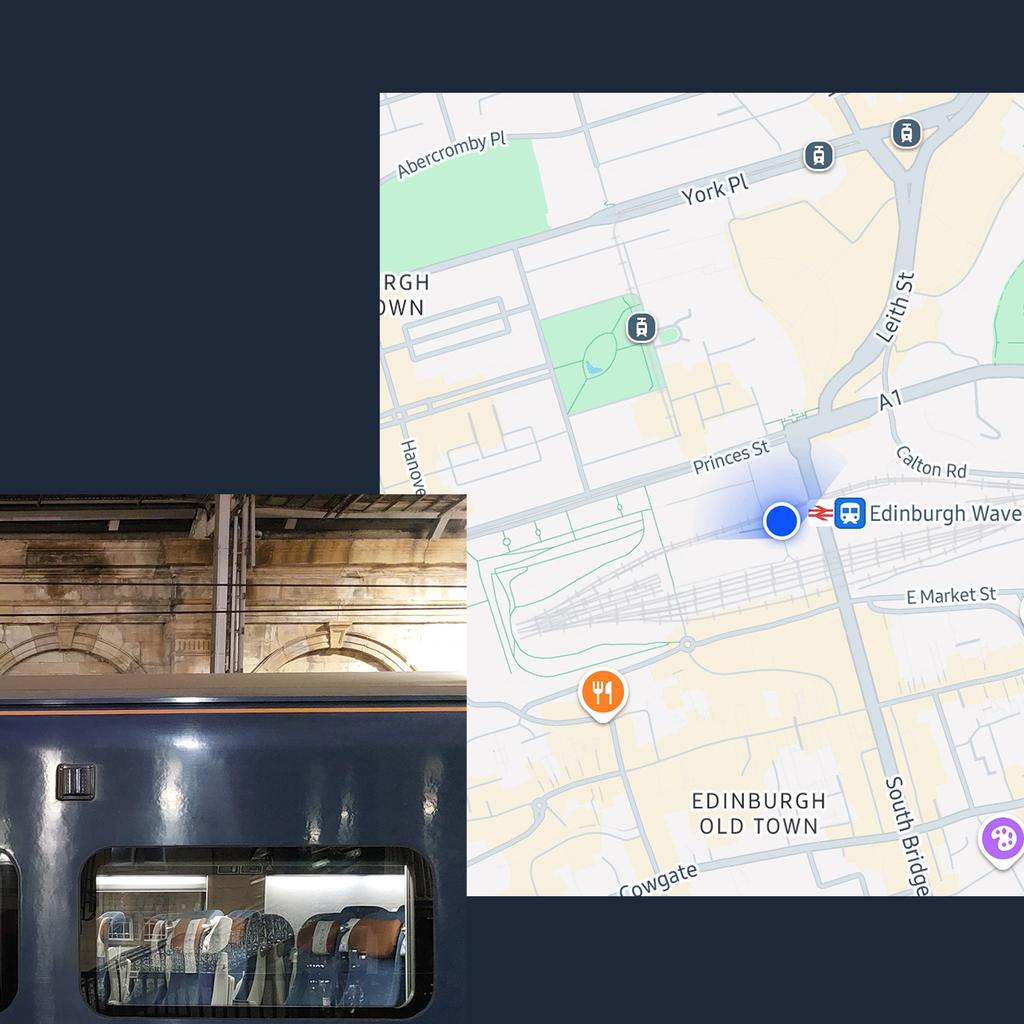 Abercromby Pl
York Pl
RGH
OWN
Leith St
A1
Hanove
Princes St
Calton Rd
Edinburgh Wave
E Market St
EDINBURGH
OLD TOWN
South Bridge
Cowgate